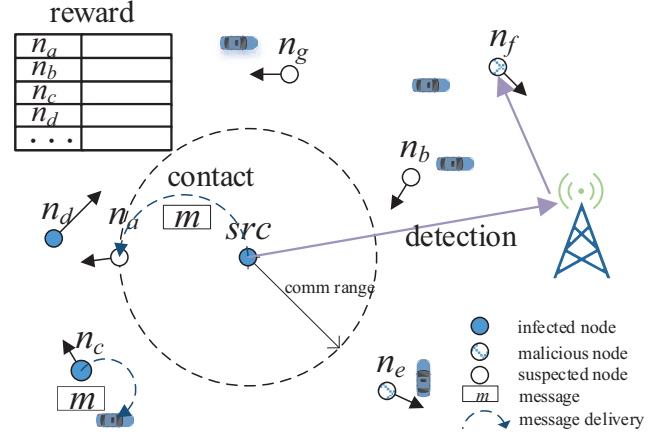 reward
n_a
n_b
n_c
n_d
. . .
n_g
n_f
n_b
contact
m
n_d
n_a
src
detection
comm range
n_c
m
n_e
infected node
malicious node
suspected node
m message
message delivery